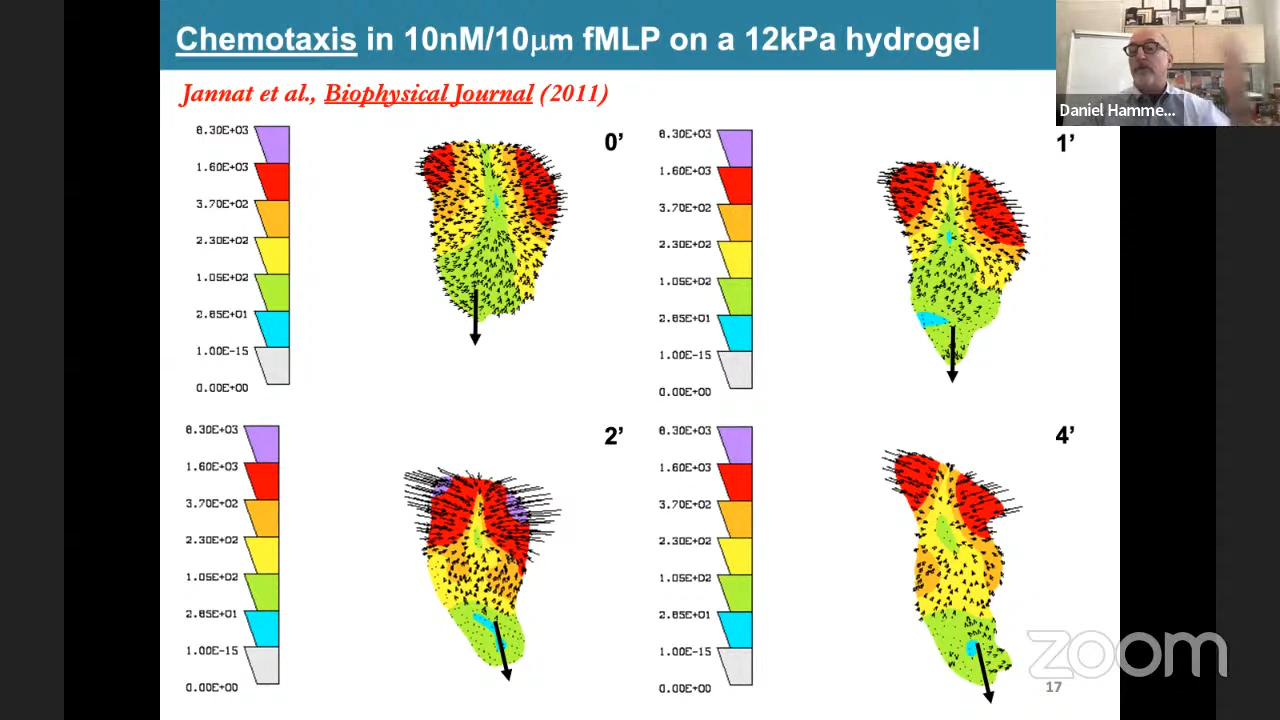 Chemotaxis in 10nM/10μm fMLP on a 12kPa hydrogel
Jannat et al., Biophysical Journal (2011)
Daniel Hamme...
0’
8.30E+03
1.60E+03
3.70E+02
2.30E+02
1.05E+02
2.85E+01
1.00E-15
0.00E+00
1’
8.30E+03
1.60E+03
3.70E+02
2.30E+02
1.05E+02
2.85E+01
1.00E-15
0.00E+00
2’
8.30E+03
1.60E+03
3.70E+02
2.30E+02
1.05E+02
2.85E+01
1.00E-15
0.00E+00
4’
8.30E+03
1.60E+03
3.70E+02
2.30E+02
1.05E+02
2.85E+01
1.00E-15
0.00E+00
zoom
17